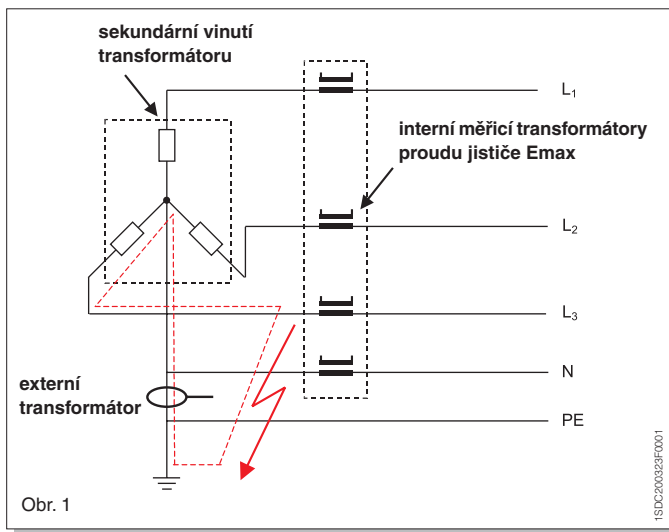 sekundární vinutí
transformátoru
L₁
interní měřicí transformátory
proudu jističe Emax
L₂
L₃
N
externí
transformátor
PE
Obr. 1
1SDC200323F0001